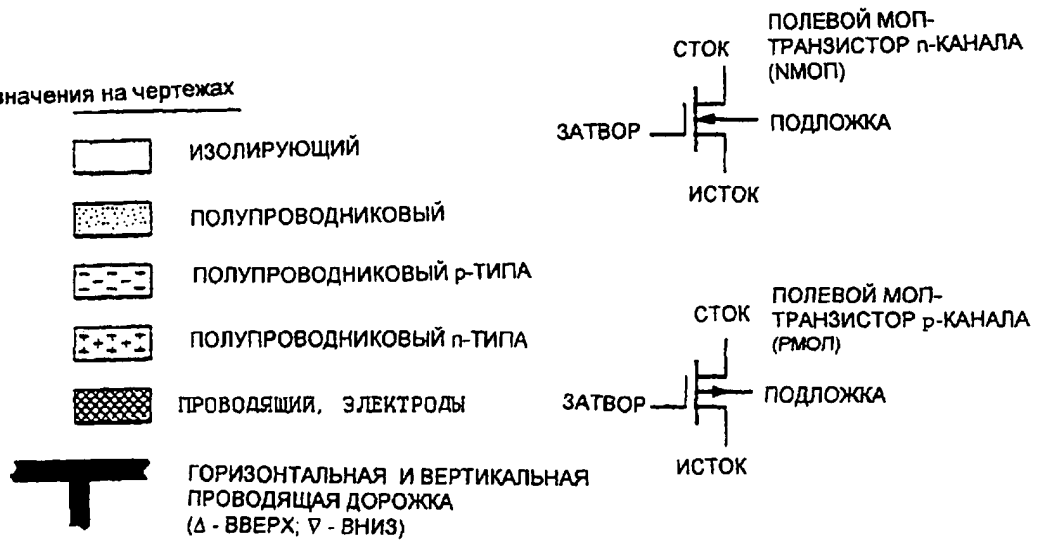 значения на чертежах
ИЗОЛИРУЮЩИЙ
ПОЛУПРОВОДНИКОВЫЙ
ПОЛУПРОВОДНИКОВЫЙ p-ТИПА
ПОЛУПРОВОДНИКОВЫЙ n-ТИПА
ПРОВОДЯЩИЙ, ЭЛЕКТРОДЫ
ГОРИЗОНТАЛЬНАЯ И ВЕРТИКАЛЬНАЯ
ПРОВОДЯЩАЯ ДОРОЖКА
(Δ - ВВЕРХ; ∇ - ВНИЗ)
ПОЛЕВОЙ МОП-
ТРАНЗИСТОР n-КАНАЛА
(NМОП)
СТОК
ЗАТВОР
ПОДЛОЖКА
ИСТОК
ПОЛЕВОЙ МОП-
ТРАНЗИСТОР p-КАНАЛА
(РМОЛ)
СТОК
ЗАТВОР
ПОДЛОЖКА
ИСТОК